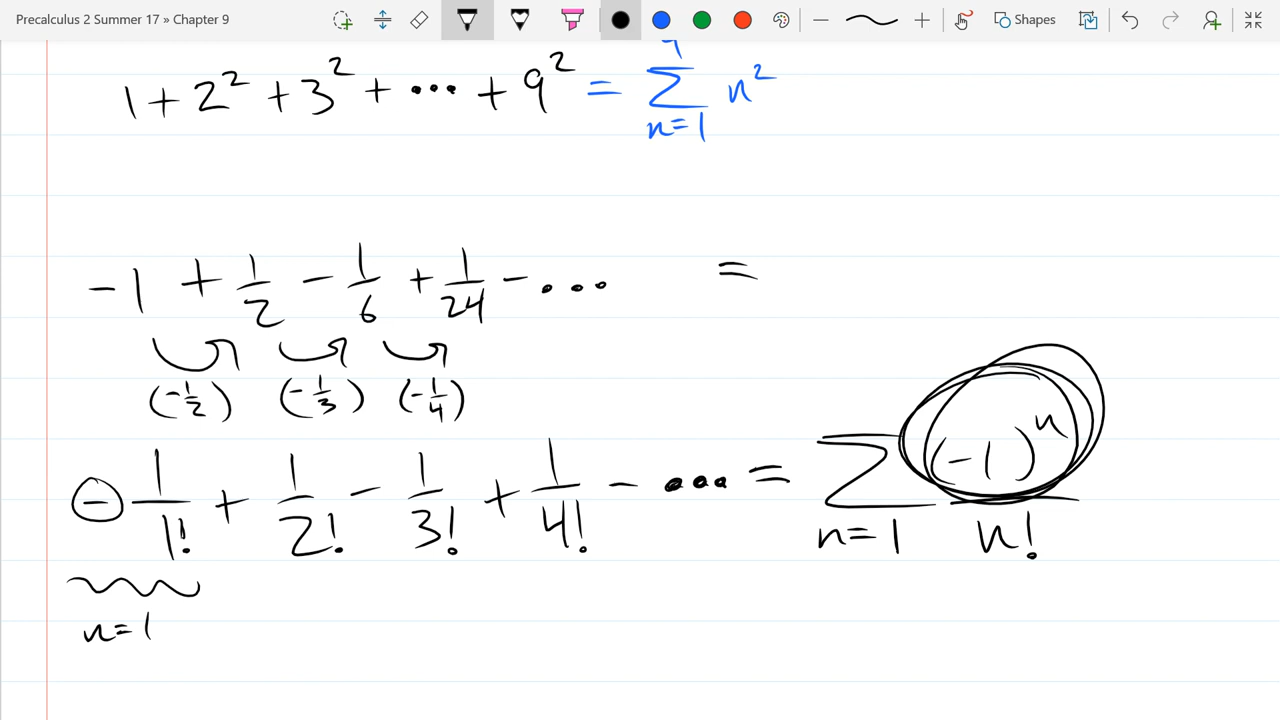 Precalculus 2 Summer 17 » Chapter 9
Shapes
1 + 2² + 3² + ··· + 9² = ∑ n²
n=1
-1 + 1/2 - 1/6 + 1/24 - ... =
(-1/2) (-1/3) (-1/4)
- 1/1! + 1/2! - 1/3! + 1/4! - ... = ∑ (-1)ⁿ/n!
n=1
n=1